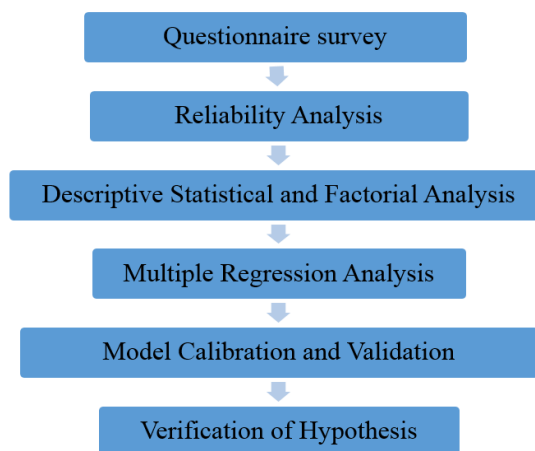 Questionnaire survey
Reliability Analysis
Descriptive Statistical and Factorial Analysis
Multiple Regression Analysis
Model Calibration and Validation
Verification of Hypothesis